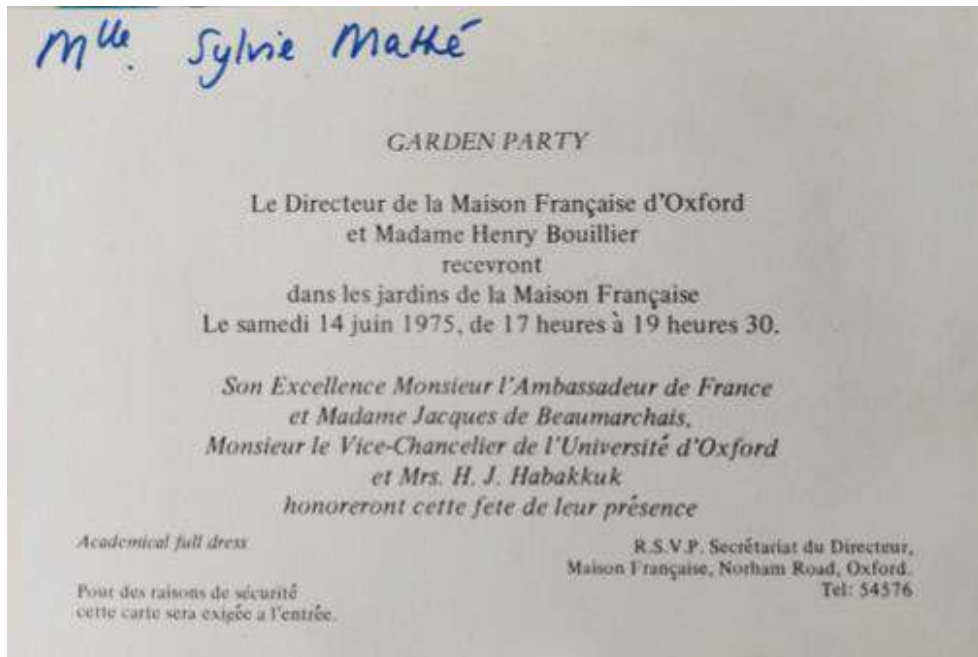 Mlle. Sylvie Mathé
GARDEN PARTY
Le Directeur de la Maison Française d'Oxford
et Madame Henry Bouillier
recevront
dans les jardins de la Maison Française
Le samedi 14 juin 1975, de 17 heures à 19 heures 30.
Son Excellence Monsieur l'Ambassadeur de France
et Madame Jacques de Beaumarchais,
Monsieur le Vice-Chancelier de l'Université d'Oxford
et Mrs. H. J. Habakkuk
honoreront cette fete de leur présence
Academical full dress
Pour des raisons de sécurité
cette carte sera exigée a l'entrée.
R.S.V.P. Secrétariat du Directeur,
Maison Française, Norham Road, Oxford.
Tel: 54576